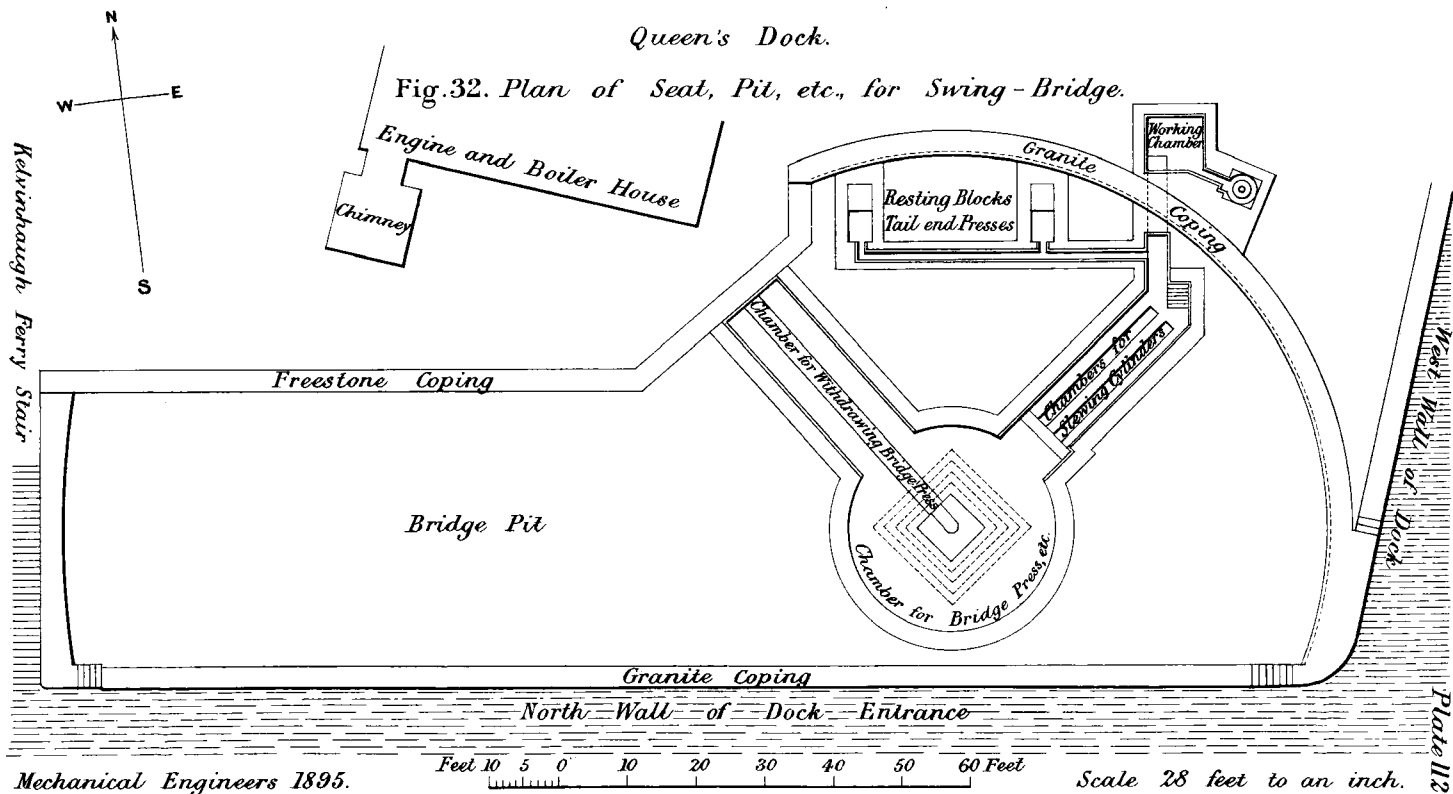 Queen's Dock.
Fig. 32. Plan of Seat, Pit, etc., for Swing-Bridge.
N
W
E
S
Engine and Boiler House
Chimney
Kelvinhaugh Ferry Stair
Granite Coping
Working
Chamber
Resting Blocks
Tail end Presses
Chamber for Withdrawing Bridge Press
Chambers for
Slewing Cylinders
West Wall of Dock
Freestone Coping
Bridge Pit
Chamber for Bridge Press, etc.
Granite Coping
North Wall of Dock Entrance
Plate 112
Mechanical Engineers 1895.
Feet 10 5 0 10 20 30 40 50 60 Feet
Scale 28 feet to an inch.